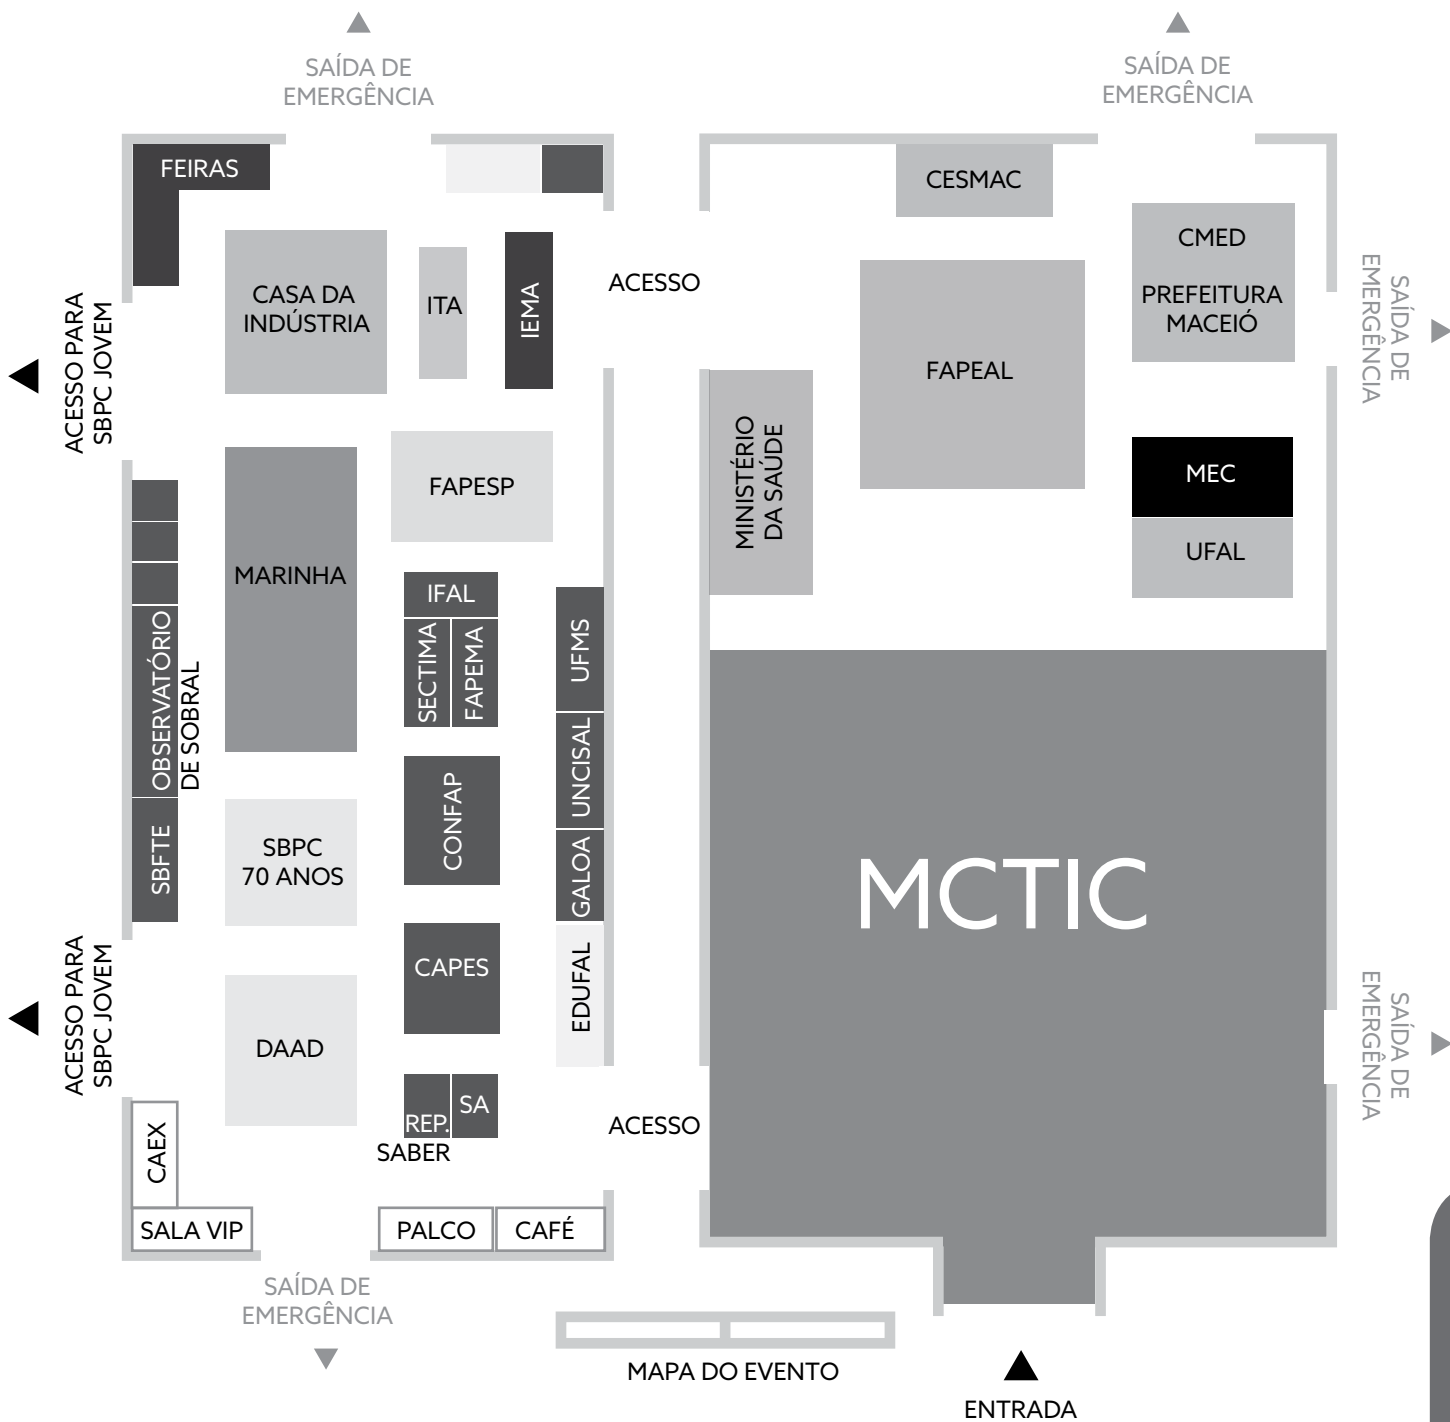 SAÍDA DE
EMERGÊNCIA
SAÍDA DE
EMERGÊNCIA
FEIRAS
CASA DA
INDÚSTRIA
ITA
IEMA
ACESSO
CESMAC
CMED
PREFEITURA
MACEIÓ
FAPEAL
SAÍDA DE
EMERGÊNCIA
ACESSO PARA
SBPC JOVEM
FAPESP
MINISTÉRIO
DA SAÚDE
MEC
UFAL
MARINHA
IFAL
SECTIMA
FAPEMA
UFMS
OBSERVATÓRIO
DE SOBRAL
UNCISAL
CONFAP
SBFTE
SBPC
70 ANOS
GALOA
MCTIC
ACESSO PARA
SBPC JOVEM
CAPES
EDUFAL
DAAD
SAÍDA DE
EMERGÊNCIA
REP.
SA
SABER
ACESSO
CAEX
SALA VIP
PALCO
CAFÉ
SAÍDA DE
EMERGÊNCIA
MAPA DO EVENTO
ENTRADA